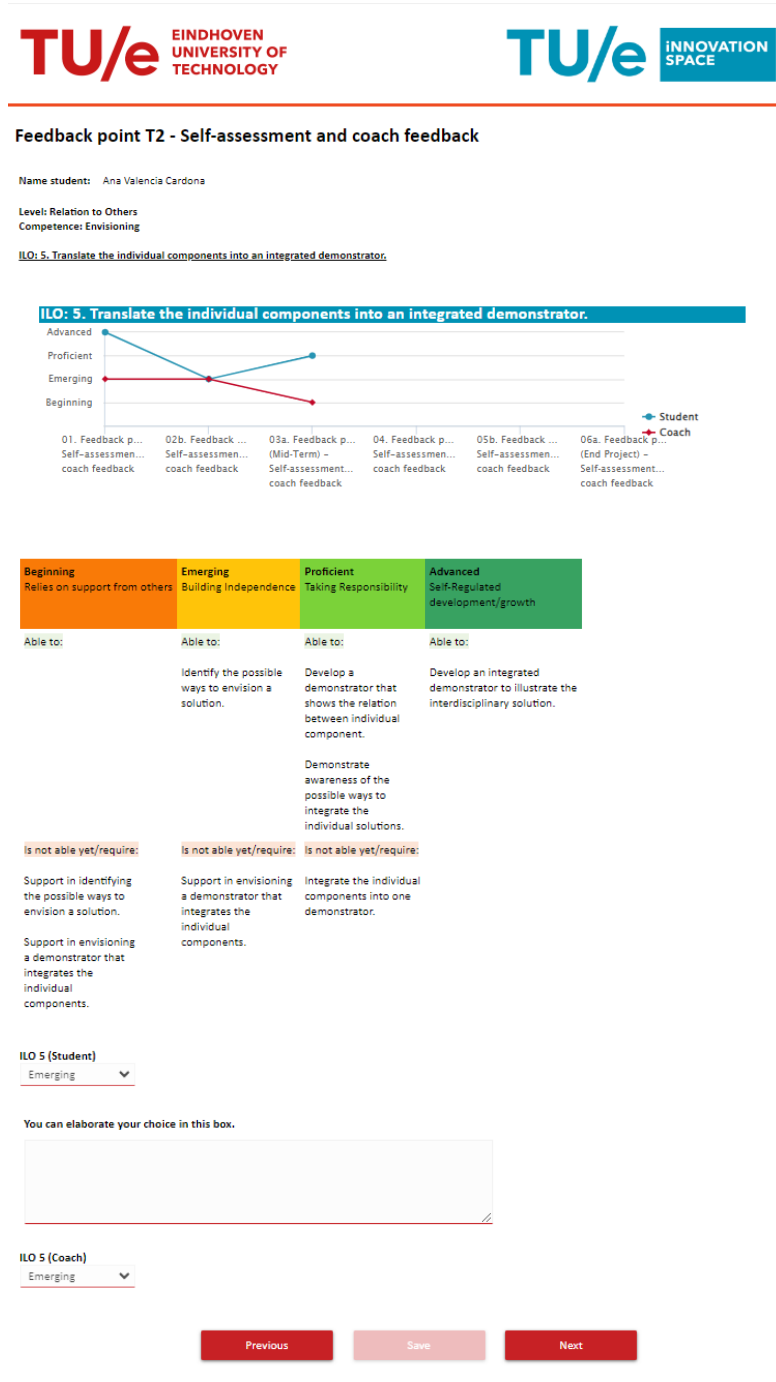 TU/e EINDHOVEN UNIVERSITY OF TECHNOLOGY
TU/e iNNOVATION SPACE
Feedback point T2 - Self-assessment and coach feedback
Name student: Ana Valencia Cardona
Level: Relation to Others
Competence: Envisioning
ILO: 5. Translate the individual components into an integrated demonstrator.
ILO: 5. Translate the individual components into an integrated demonstrator.
Advanced
Proficient
Emerging
Beginning
Student
Coach
01. Feedback p...
Self-assessmen...
coach feedback
02b. Feedback ...
Self-assessmen...
coach feedback
03a. Feedback p...
(Mid-Term) –
Self-assessment...
coach feedback
04. Feedback p...
Self-assessmen...
coach feedback
05b. Feedback ...
Self-assessmen...
coach feedback
06a. Feedback p...
(End Project) –
Self-assessment...
coach feedback
Beginning
Relies on support from others
Emerging
Building Independence
Proficient
Taking Responsibility
Advanced
Self-Regulated
development/growth
Able to:
Able to:
Identify the possible
ways to envision a
solution.
Able to:
Develop a
demonstrator that
shows the relation
between individual
component.
Demonstrate
awareness of the
possible ways to
integrate the
individual solutions.
Able to:
Develop an integrated
demonstrator to illustrate the
interdisciplinary solution.
Is not able yet/require:
Support in identifying
the possible ways to
envision a solution.
Support in envisioning
a demonstrator that
integrates the
individual
components.
Is not able yet/require:
Support in envisioning
a demonstrator that
integrates the
individual
components.
Is not able yet/require:
Integrate the individual
components into one
demonstrator.
ILO 5 (Student)
Emerging
You can elaborate your choice in this box.
ILO 5 (Coach)
Emerging
Previous
Save
Next